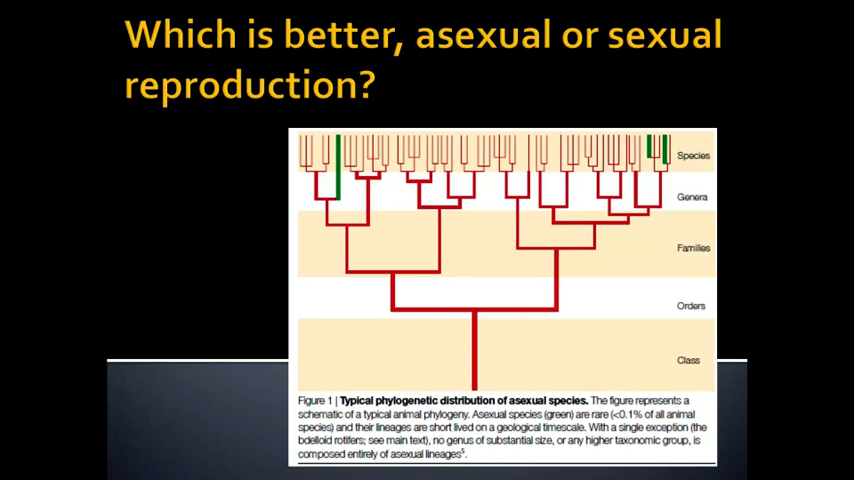 Which is better, asexual or sexual
reproduction?
Species
Genera
Families
Orders
Class
Figure 1 | Typical phylogenetic distribution of asexual species. The figure represents a
schematic of a typical animal phylogeny. Asexual species (green) are rare (<0.1% of all animal
species) and their lineages are short lived on a geological timescale. With a single exception (the
bdelloid rotifers; see main text), no genus of substantial size, or any higher taxonomic group, is
composed entirely of asexual lineages⁵.